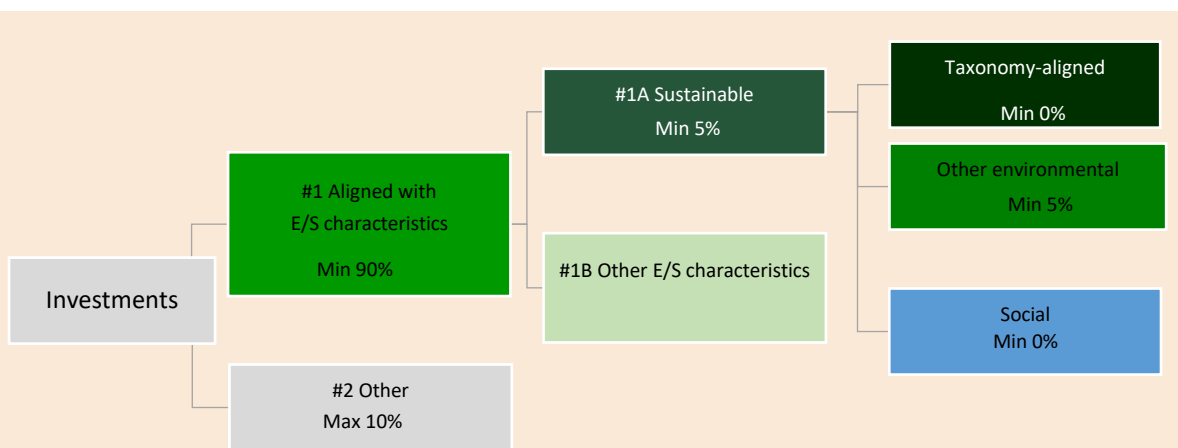 Investments
#1 Aligned with
E/S characteristics
Min 90%
#2 Other
Max 10%
#1A Sustainable
Min 5%
#1B Other E/S characteristics
Taxonomy-aligned
Min 0%
Other environmental
Min 5%
Social
Min 0%